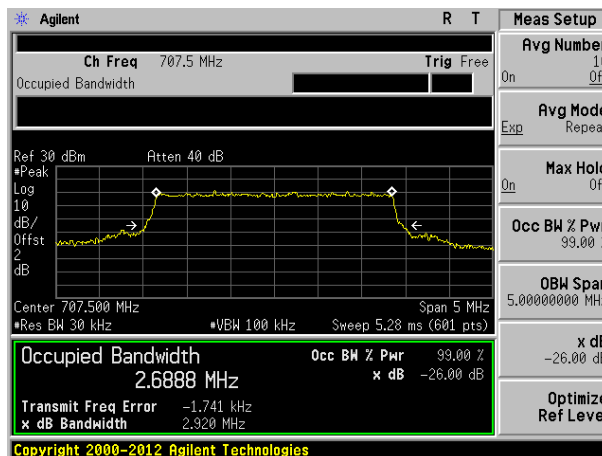 Agilent R T
Meas Setup
Ch Freq 707.5 MHz Trig Free
Occupied Bandwidth
Avg Number
On
Avg Mode
Exp Repea
Max Hold
On
Occ BW % Pwr
99.00
OBW Span
5.00000000 MHz
x dB
-26.00 dB
Optimize
Ref Level
Ref 30 dBm Atten 40 dB
#Peak
Log
10
dB/
Offst
2
dB
Center 707.500 MHz Span 5 MHz
#Res BW 30 kHz #VBW 100 kHz Sweep 5.28 ms (601 pts)
Occupied Bandwidth Occ BW % Pwr 99.00 %
2.6888 MHz x dB -26.00 dB
Transmit Freq Error -1.741 kHz
x dB Bandwidth 2.920 MHz
Copyright 2000-2012 Agilent Technologies